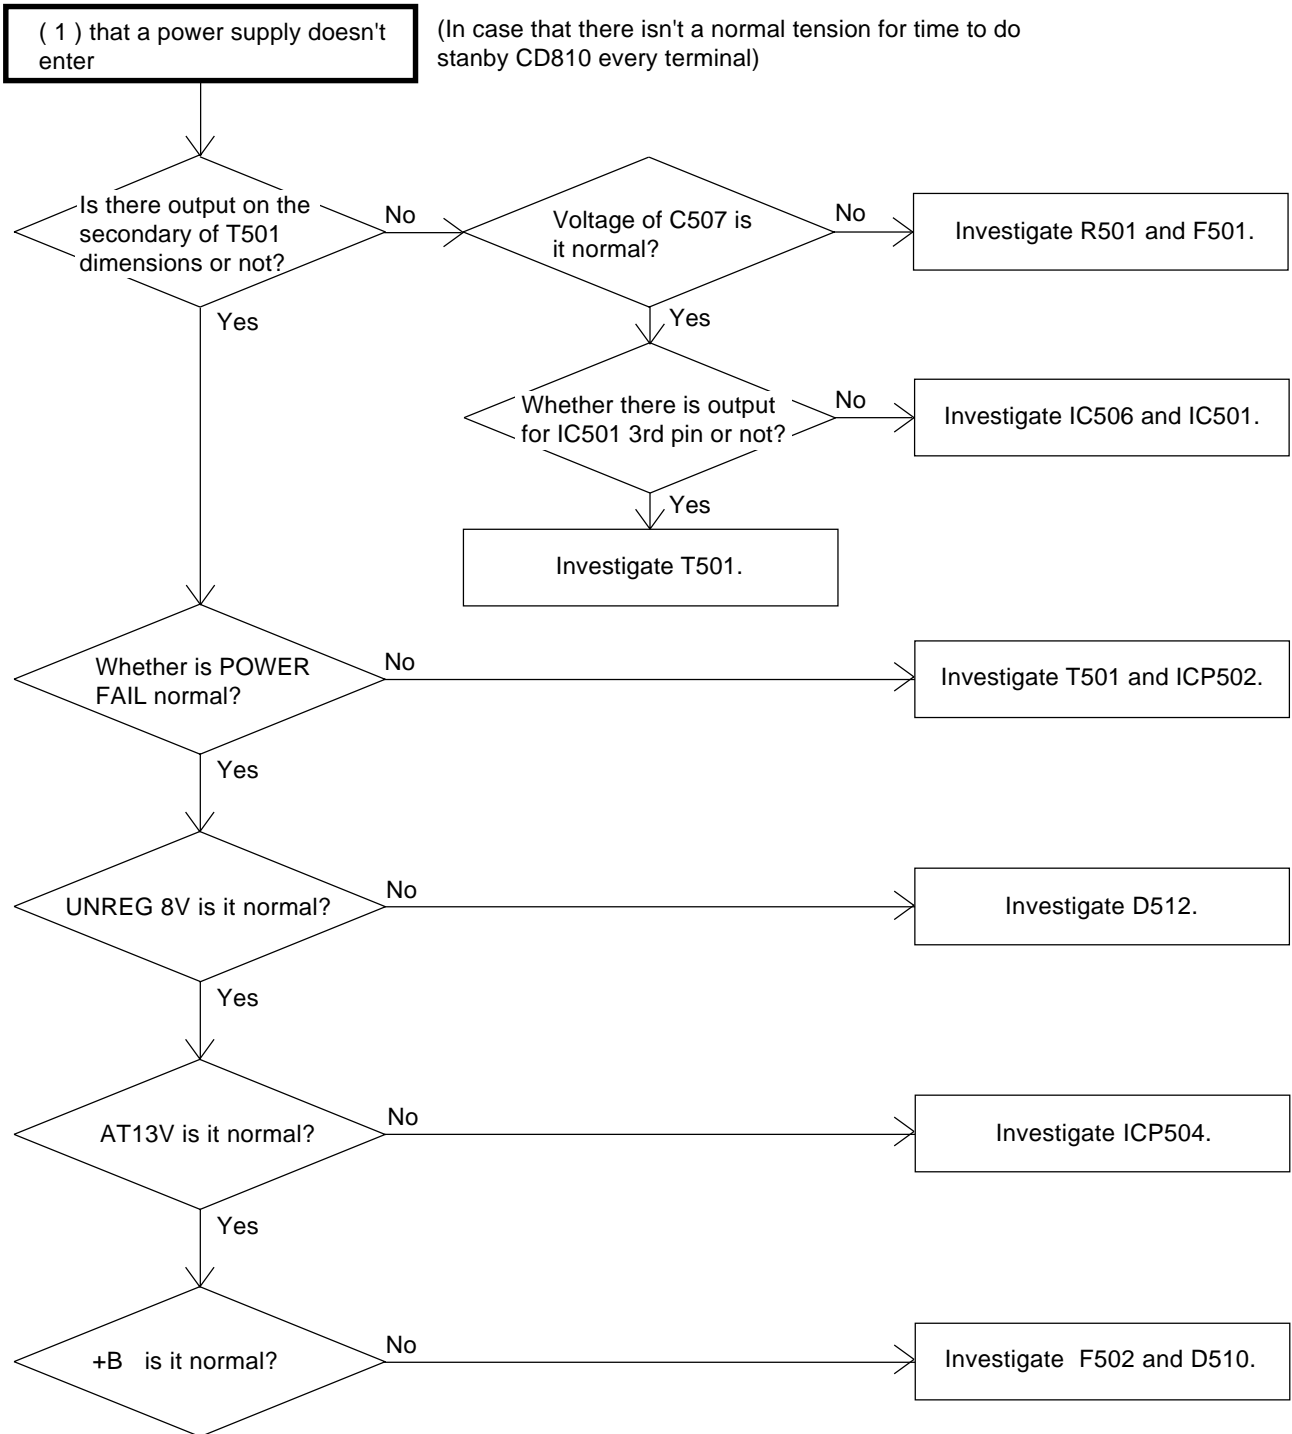 ( 1 ) that a power supply doesn't
enter
(In case that there isn't a normal tension for time to do
stanby CD810 every terminal)
Is there output on the
secondary of T501
dimensions or not?
No
Voltage of C507 is
it normal?
No
Investigate R501 and F501.
Yes
Yes
Whether there is output
for IC501 3rd pin or not?
No
Investigate IC506 and IC501.
Yes
Investigate T501.
Whether is POWER
FAIL normal?
No
Investigate T501 and ICP502.
Yes
UNREG 8V is it normal?
No
Investigate D512.
Yes
AT13V is it normal?
No
Investigate ICP504.
Yes
+B is it normal?
No
Investigate F502 and D510.